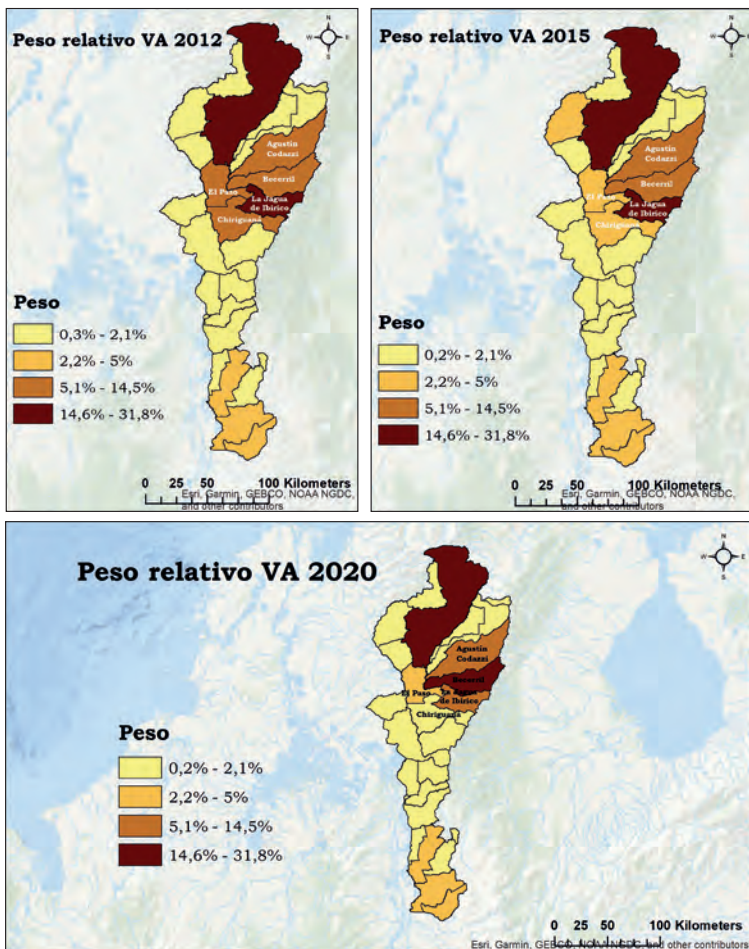 Peso relativo VA 2012
N
W
E
S
Agustín
Codazzi
Becerril
El Paso
La Jagua
de Ibirico
Chiriguaná
Peso
0,3% - 2,1%
2,2% - 5%
5,1% - 14,5%
14,6% - 31,8%
0 25 50 100 Kilometers
Esri, Garmin, GEBCO, NOAA NGDC,
and other contributors
Peso relativo VA 2015
N
W
E
S
Agustín
Codazzi
Becerril
El Paso
La Jagua
de Ibirico
Chiriguaná
Peso
0,2% - 2,1%
2,2% - 5%
5,1% - 14,5%
14,6% - 31,8%
0 25 50 100 Kilometers
Esri, Garmin, GEBCO, NOAA NGDC,
and other contributors
Peso relativo VA 2020
N
W
E
S
Agustín
Codazzi
Becerril
El Paso
La Jagua
de Ibirico
Chiriguaná
Peso
0,2% - 2,1%
2,2% - 5%
5,1% - 14,5%
14,6% - 31,8%
0 25 50 100 Kilometers
Esri, Garmin, GEBCO, NOAA NGDC, and other contributors